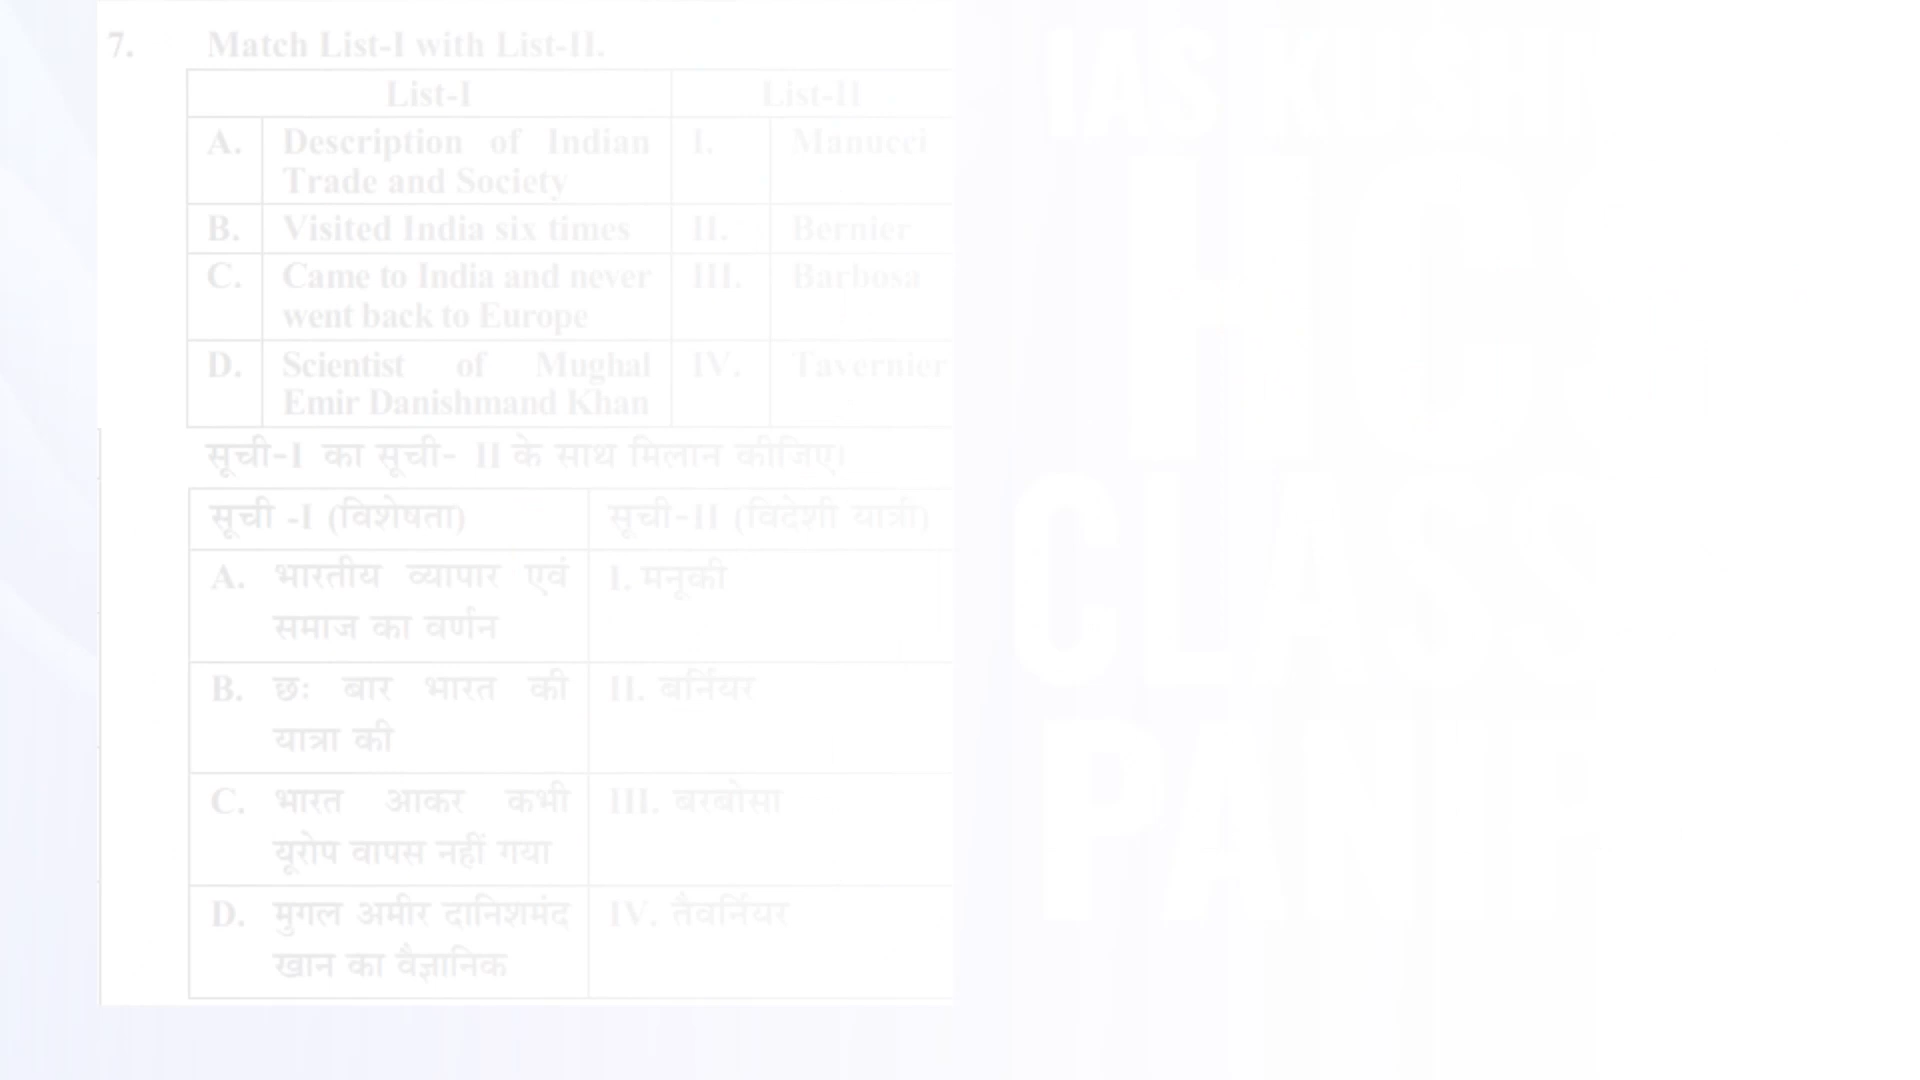 7. Match List-I with List-II.
List-I List-II
A. Description of Indian I. Manucci
Trade and Society
B. Visited India six times II. Bernier
C. Came to India and never III. Barbosa
went back to Europe
D. Scientist of Mughal IV. Tavernier
Emir Danishmand Khan
सूची-I का सूची- II के साथ मिलान कीजिए।
सूची -I (विशेषता) सूची-II (विदेशी यात्री)
A. भारतीय व्यापार एवं I. मनूकी
समाज का वर्णन
B. छः बार भारत की II. बर्नियर
यात्रा की
C. भारत आकर कभी III. बरबोसा
यूरोप वापस नहीं गया
D. मुगल अमीर दानिशमंद IV. तैवर्नियर
खान का वैज्ञानिक
IAS